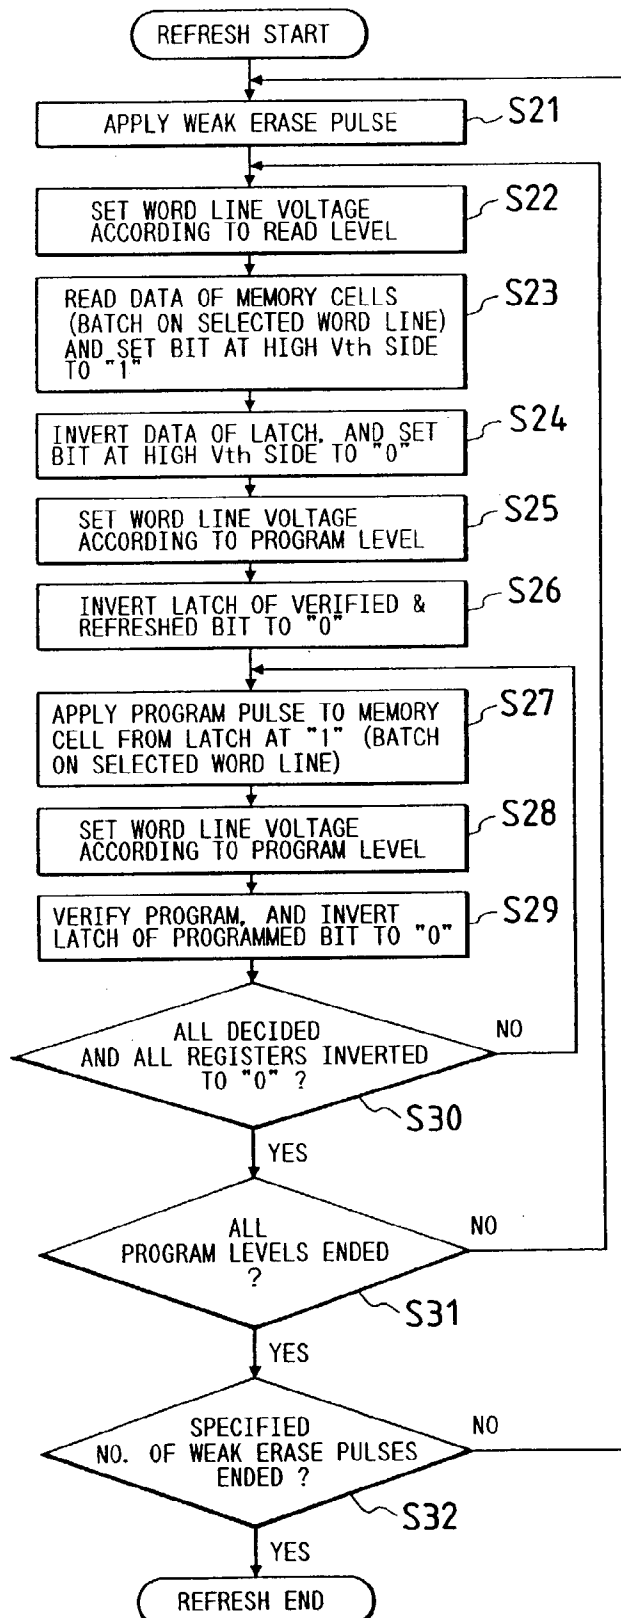 REFRESH START
APPLY WEAK ERASE PULSE
S21
SET WORD LINE VOLTAGE
ACCORDING TO READ LEVEL
S22
READ DATA OF MEMORY CELLS
(BATCH ON SELECTED WORD LINE)
AND SET BIT AT HIGH Vth SIDE
TO "1"
S23
INVERT DATA OF LATCH, AND SET
BIT AT HIGH Vth SIDE TO "0"
S24
SET WORD LINE VOLTAGE
ACCORDING TO PROGRAM LEVEL
S25
INVERT LATCH OF VERIFIED &
REFRESHED BIT TO "0"
S26
APPLY PROGRAM PULSE TO MEMORY
CELL FROM LATCH AT "1" (BATCH
ON SELECTED WORD LINE)
S27
SET WORD LINE VOLTAGE
ACCORDING TO PROGRAM LEVEL
S28
VERIFY PROGRAM, AND INVERT
LATCH OF PROGRAMMED BIT TO "0"
S29
ALL DECIDED
AND ALL REGISTERS INVERTED
TO "0" ?
NO
S30
YES
ALL
PROGRAM LEVELS ENDED
?
NO
S31
YES
SPECIFIED
NO. OF WEAK ERASE PULSES
ENDED ?
NO
S32
YES
REFRESH END